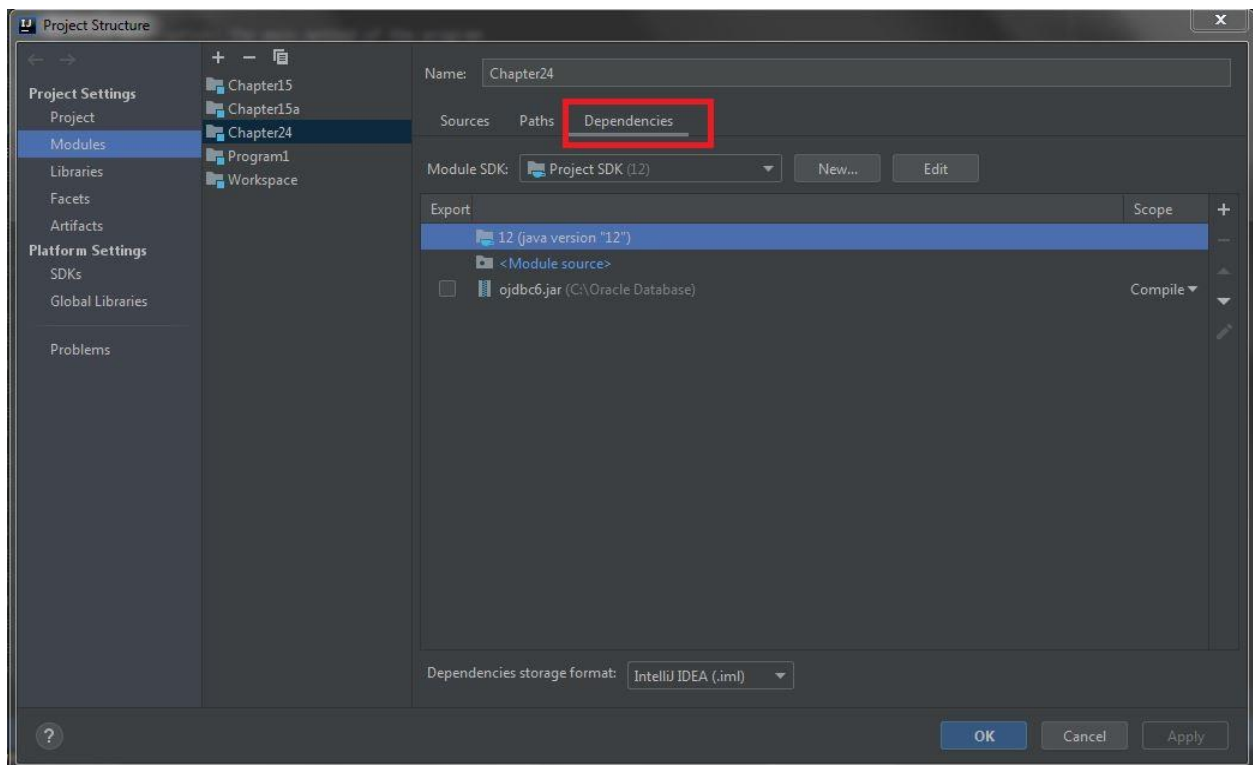 Project Structure
Project Settings
Project
Modules
Libraries
Facets
Artifacts
Platform Settings
SDKs
Global Libraries
Problems
Chapter15
Chapter15a
Chapter24
Program1
Workspace
Name: Chapter24
Sources Paths Dependencies
Module SDK: Project SDK (12) New... Edit
Export Scope
12 (java version "12")
<Module source>
ojdbc6.jar (C:\Oracle Database) Compile
Dependencies storage format: IntelliJ IDEA (.iml)
? OK Cancel Apply